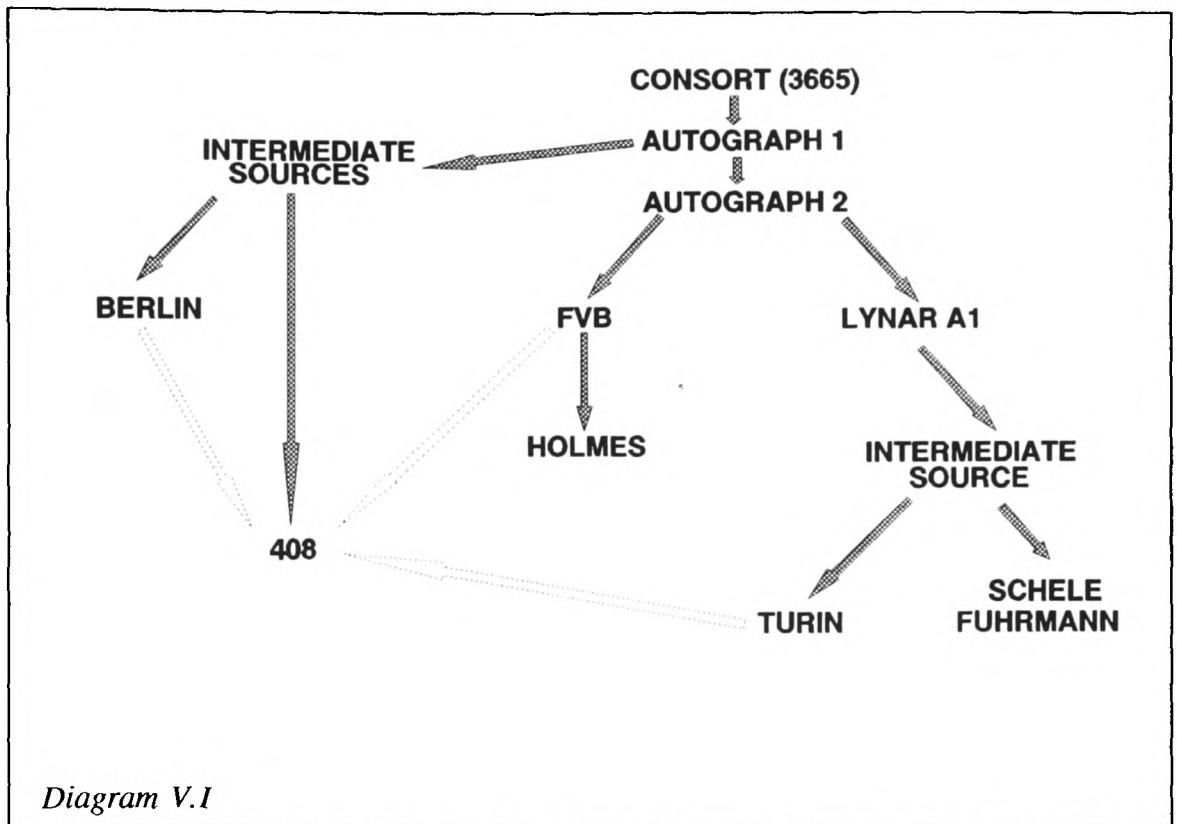 CONSORT (3665)
AUTOGRAPH 1
INTERMEDIATE
SOURCES
AUTOGRAPH 2
BERLIN
FVB
LYNAR A1
HOLMES
INTERMEDIATE
SOURCE
408
TURIN
SCHELE
FUHRMANN
Diagram V.I